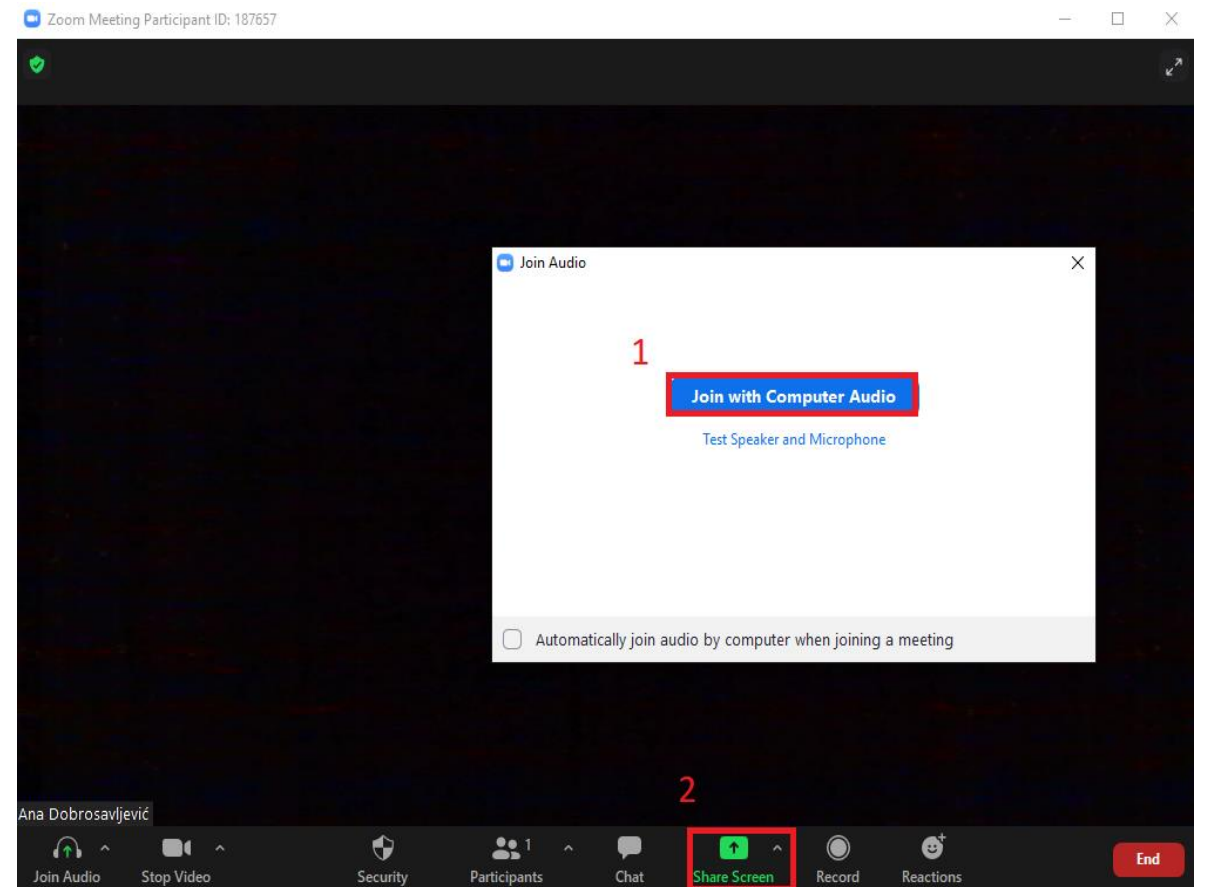 Zoom Meeting Participant ID: 187657
Join Audio
1
Join with Computer Audio
Test Speaker and Microphone
Automatically join audio by computer when joining a meeting
2
Ana Dobrosavljević
1
Join Audio Stop Video Security Participants Chat Share Screen Record Reactions End